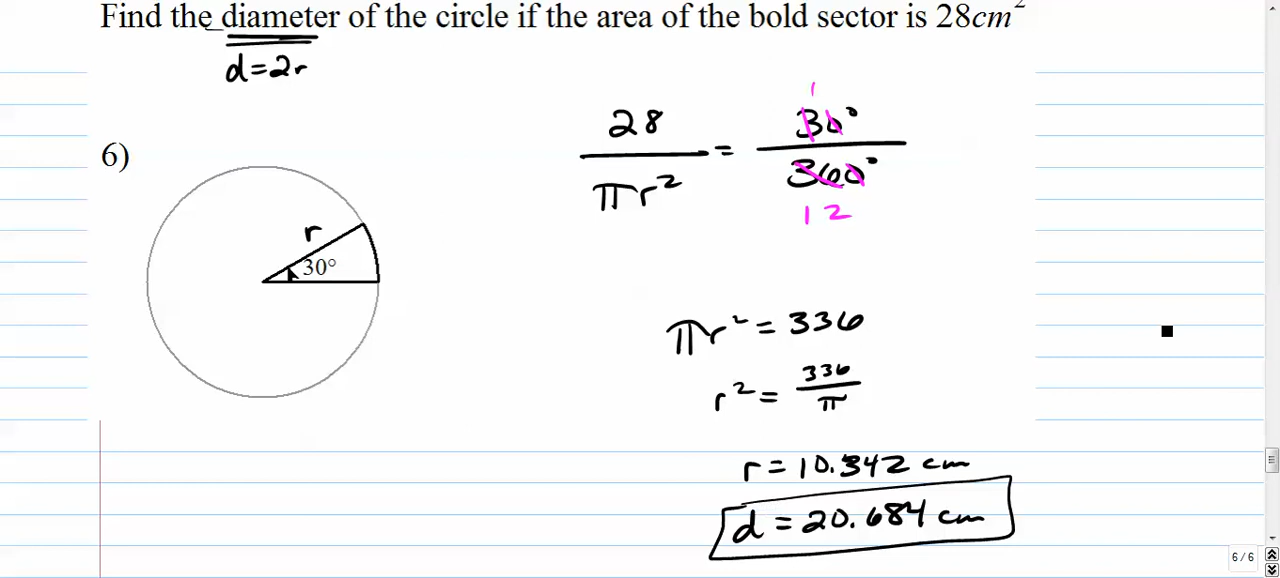 Find the diameter of the circle if the area of the bold sector is 28cm²
d=2r
6)
r
30°
28/πr² = 30°/360°
1
12
πr² = 336
r² = 336/π
r = 10.342 cm
d = 20.684 cm
6 / 6